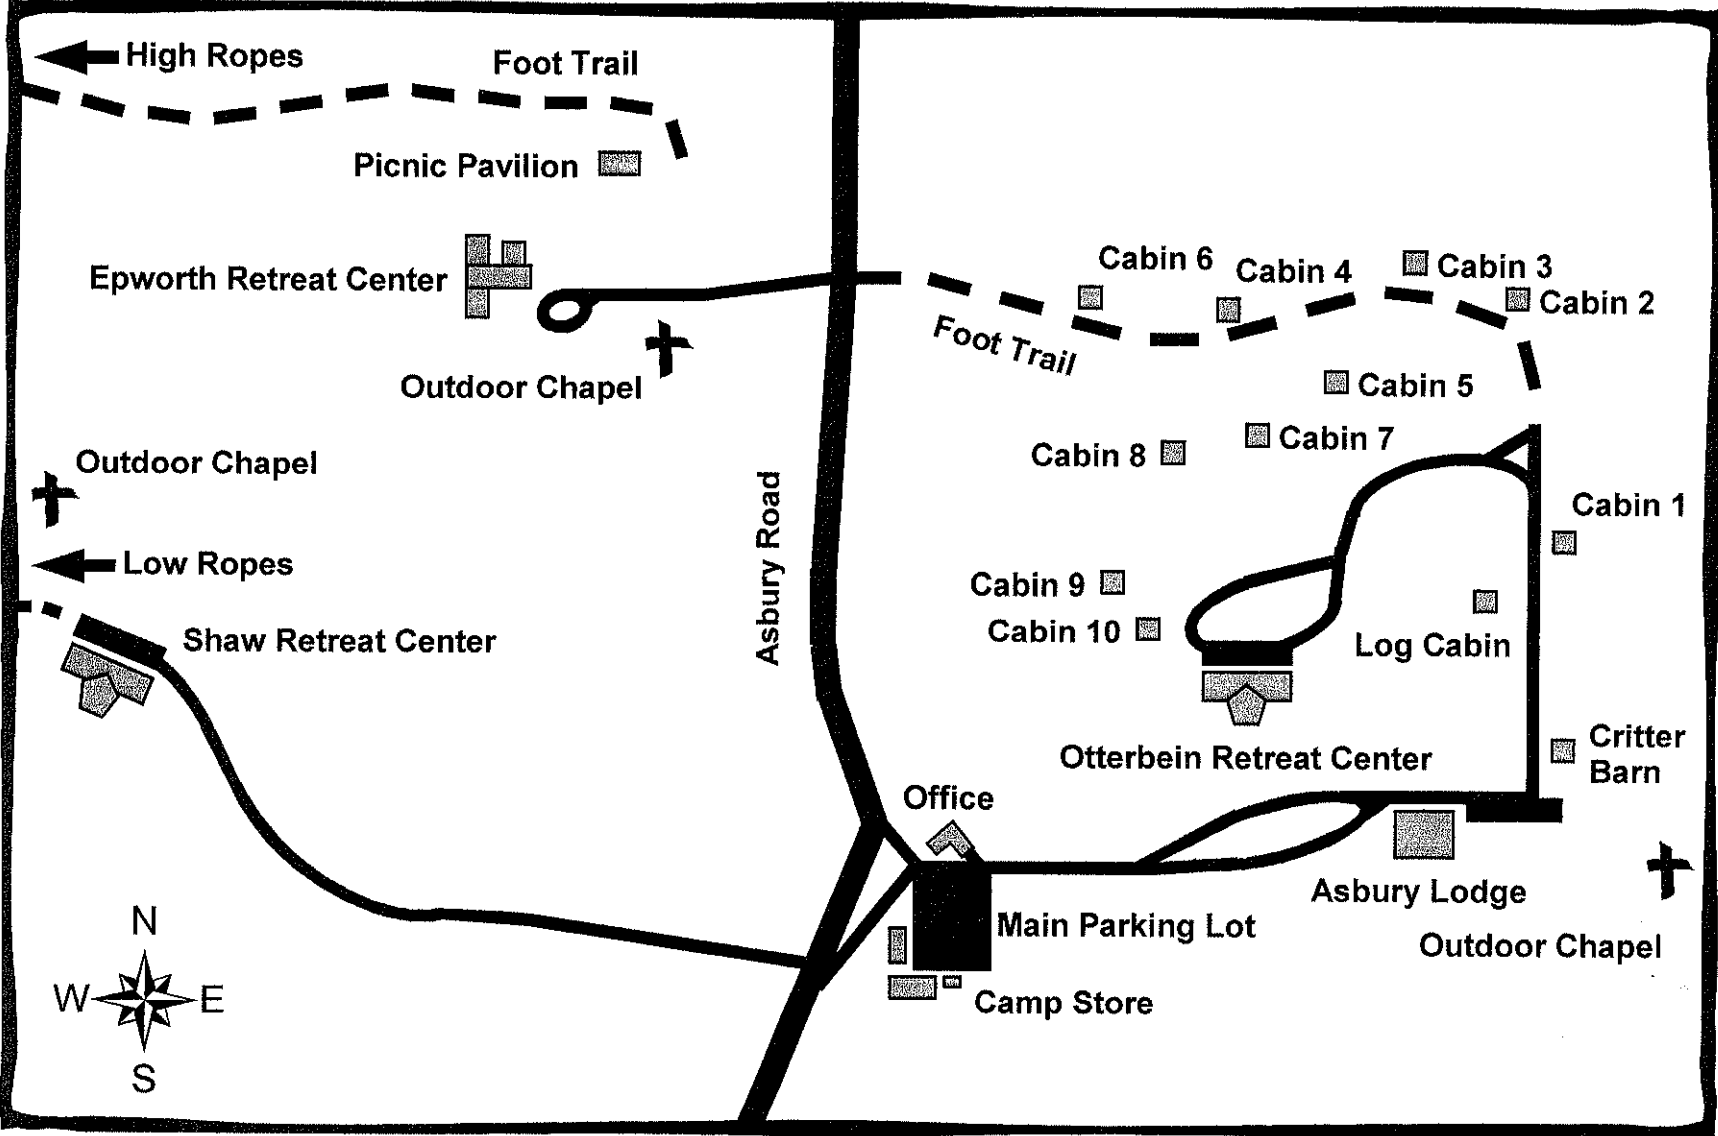 High Ropes
Foot Trail
Picnic Pavilion
Epworth Retreat Center
Outdoor Chapel
Outdoor Chapel
Low Ropes
Shaw Retreat Center
Asbury Road
Cabin 6
Cabin 4
Cabin 3
Cabin 2
Foot Trail
Cabin 5
Cabin 7
Cabin 8
Cabin 1
Cabin 9
Cabin 10
Log Cabin
Otterbein Retreat Center
Critter
Barn
Office
Main Parking Lot
Asbury Lodge
Outdoor Chapel
Camp Store
N
W
E
S